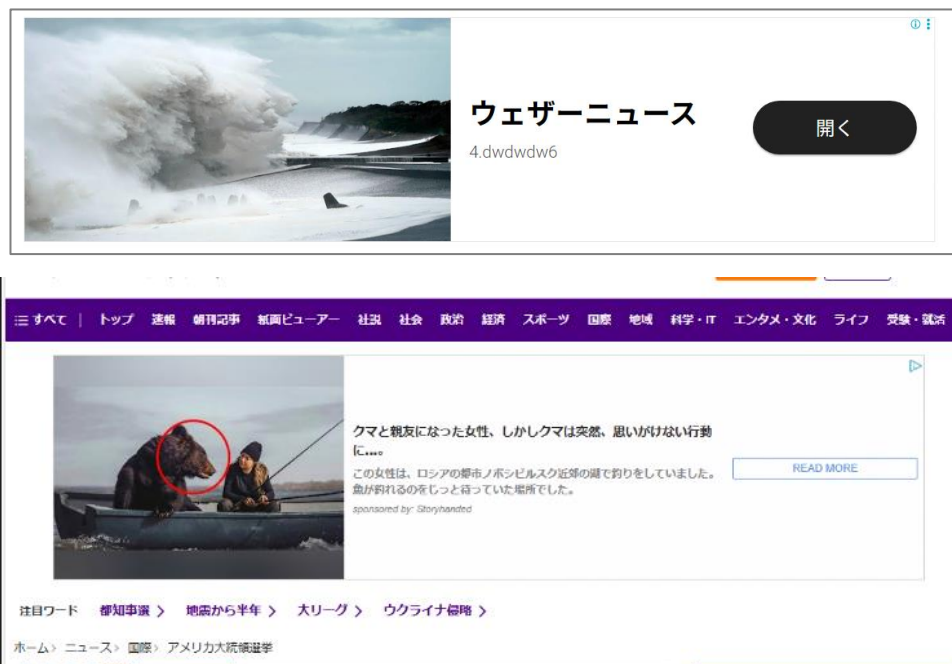 ウェザーニュース
4.dwdwdw6
開く
すべて | トップ 速報 朝刊記事 紙面ビューアー 社説 社会 政治 経済 スポーツ 国際 地域 科学・IT エンタメ・文化 ライフ 受験・就活
クマと親友になった女性、しかしクマは突然、思いがけない行動
に…。
この女性は、ロシアの都市ノボシビルスク近郊の湖で釣りをしていました。
魚が釣れるのをじっと待っていた場所でした。
sponsored by: Storyhanded
READ MORE
注目ワード 都知事選 地震から半年 大リーグ ウクライナ侵略
ホーム> ニュース> 国際> アメリカ大統領選挙